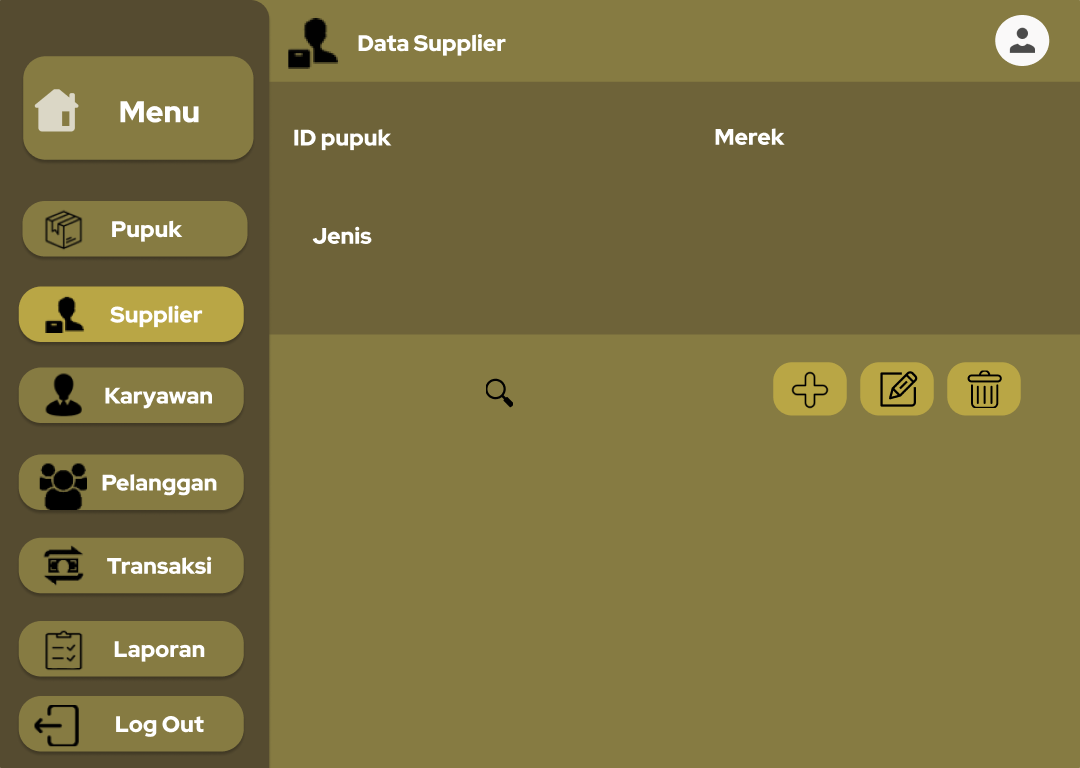 Menu
Pupuk
Supplier
Karyawan
Pelanggan
Transaksi
Laporan
Log Out
Data Supplier
ID pupuk
Merek
Jenis